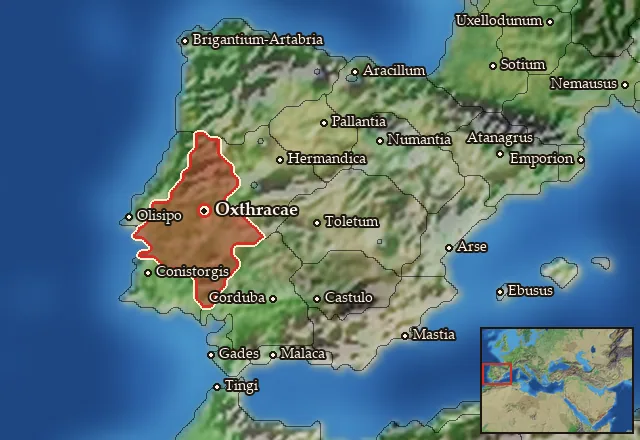 Uxellodunum
Brigantium-Artabria
Sotium
Aracillum
Nemausus
Pallantia
Numantia
Atanagrus
Hermandica
Emporion
Oxthracae
Olisipo
Toletum
Arse
Conistorgis
Ebusus
Corduba
Castulo
Mastia
Gades
Malaca
Tingi